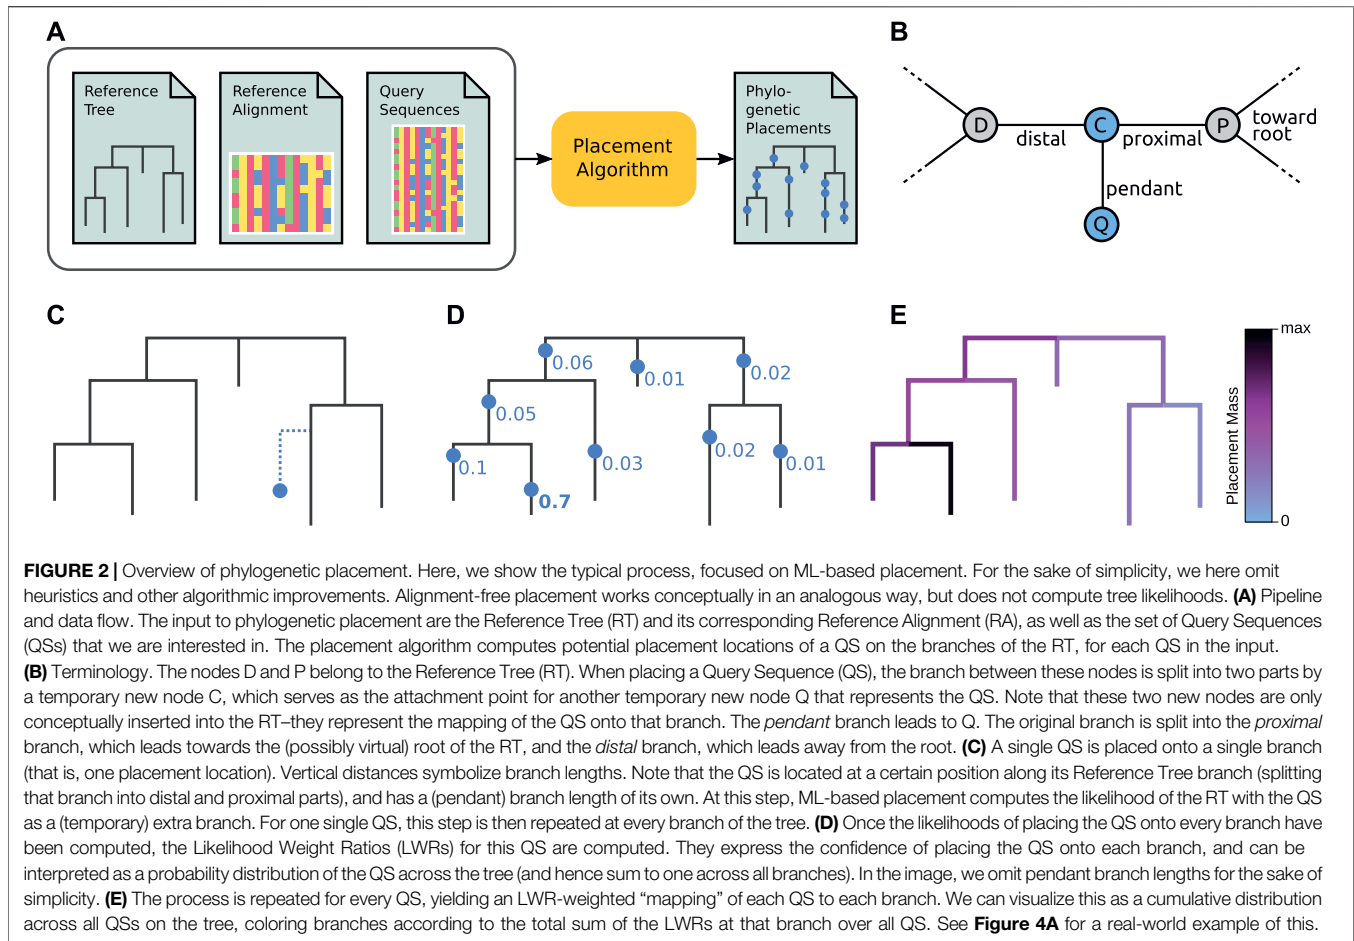 A
Reference
Tree
Reference
Alignment
Query
Sequences
Placement
Algorithm
Phylo-
genetic
Placements
B
D
distal
C
proximal
P
toward
root
pendant
Q
C
D
0.06
0.01
0.02
0.05
0.1
0.7
0.03
0.02
0.01
E
max
Placement Mass
0
FIGURE 2 | Overview of phylogenetic placement. Here, we show the typical process, focused on ML-based placement. For the sake of simplicity, we here omit
heuristics and other algorithmic improvements. Alignment-free placement works conceptually in an analogous way, but does not compute tree likelihoods. (A) Pipeline
and data flow. The input to phylogenetic placement are the Reference Tree (RT) and its corresponding Reference Alignment (RA), as well as the set of Query Sequences
(QSs) that we are interested in. The placement algorithm computes potential placement locations of a QS on the branches of the RT, for each QS in the input.
(B) Terminology. The nodes D and P belong to the Reference Tree (RT). When placing a Query Sequence (QS), the branch between these nodes is split into two parts by
a temporary new node C, which serves as the attachment point for another temporary new node Q that represents the QS. Note that these two new nodes are only
conceptually inserted into the RT–they represent the mapping of the QS onto that branch. The pendant branch leads to Q. The original branch is split into the proximal
branch, which leads towards the (possibly virtual) root of the RT, and the distal branch, which leads away from the root. (C) A single QS is placed onto a single branch
(that is, one placement location). Vertical distances symbolize branch lengths. Note that the QS is located at a certain position along its Reference Tree branch (splitting
that branch into distal and proximal parts), and has a (pendant) branch length of its own. At this step, ML-based placement computes the likelihood of the RT with the QS
as a (temporary) extra branch. For one single QS, this step is then repeated at every branch of the tree. (D) Once the likelihoods of placing the QS onto every branch have
been computed, the Likelihood Weight Ratios (LWRs) for this QS are computed. They express the confidence of placing the QS onto each branch, and can be
interpreted as a probability distribution of the QS across the tree (and hence sum to one across all branches). In the image, we omit pendant branch lengths for the sake of
simplicity. (E) The process is repeated for every QS, yielding an LWR-weighted “mapping” of each QS to each branch. We can visualize this as a cumulative distribution
across all QSs on the tree, coloring branches according to the total sum of the LWRs at that branch over all QS. See Figure 4A for a real-world example of this.